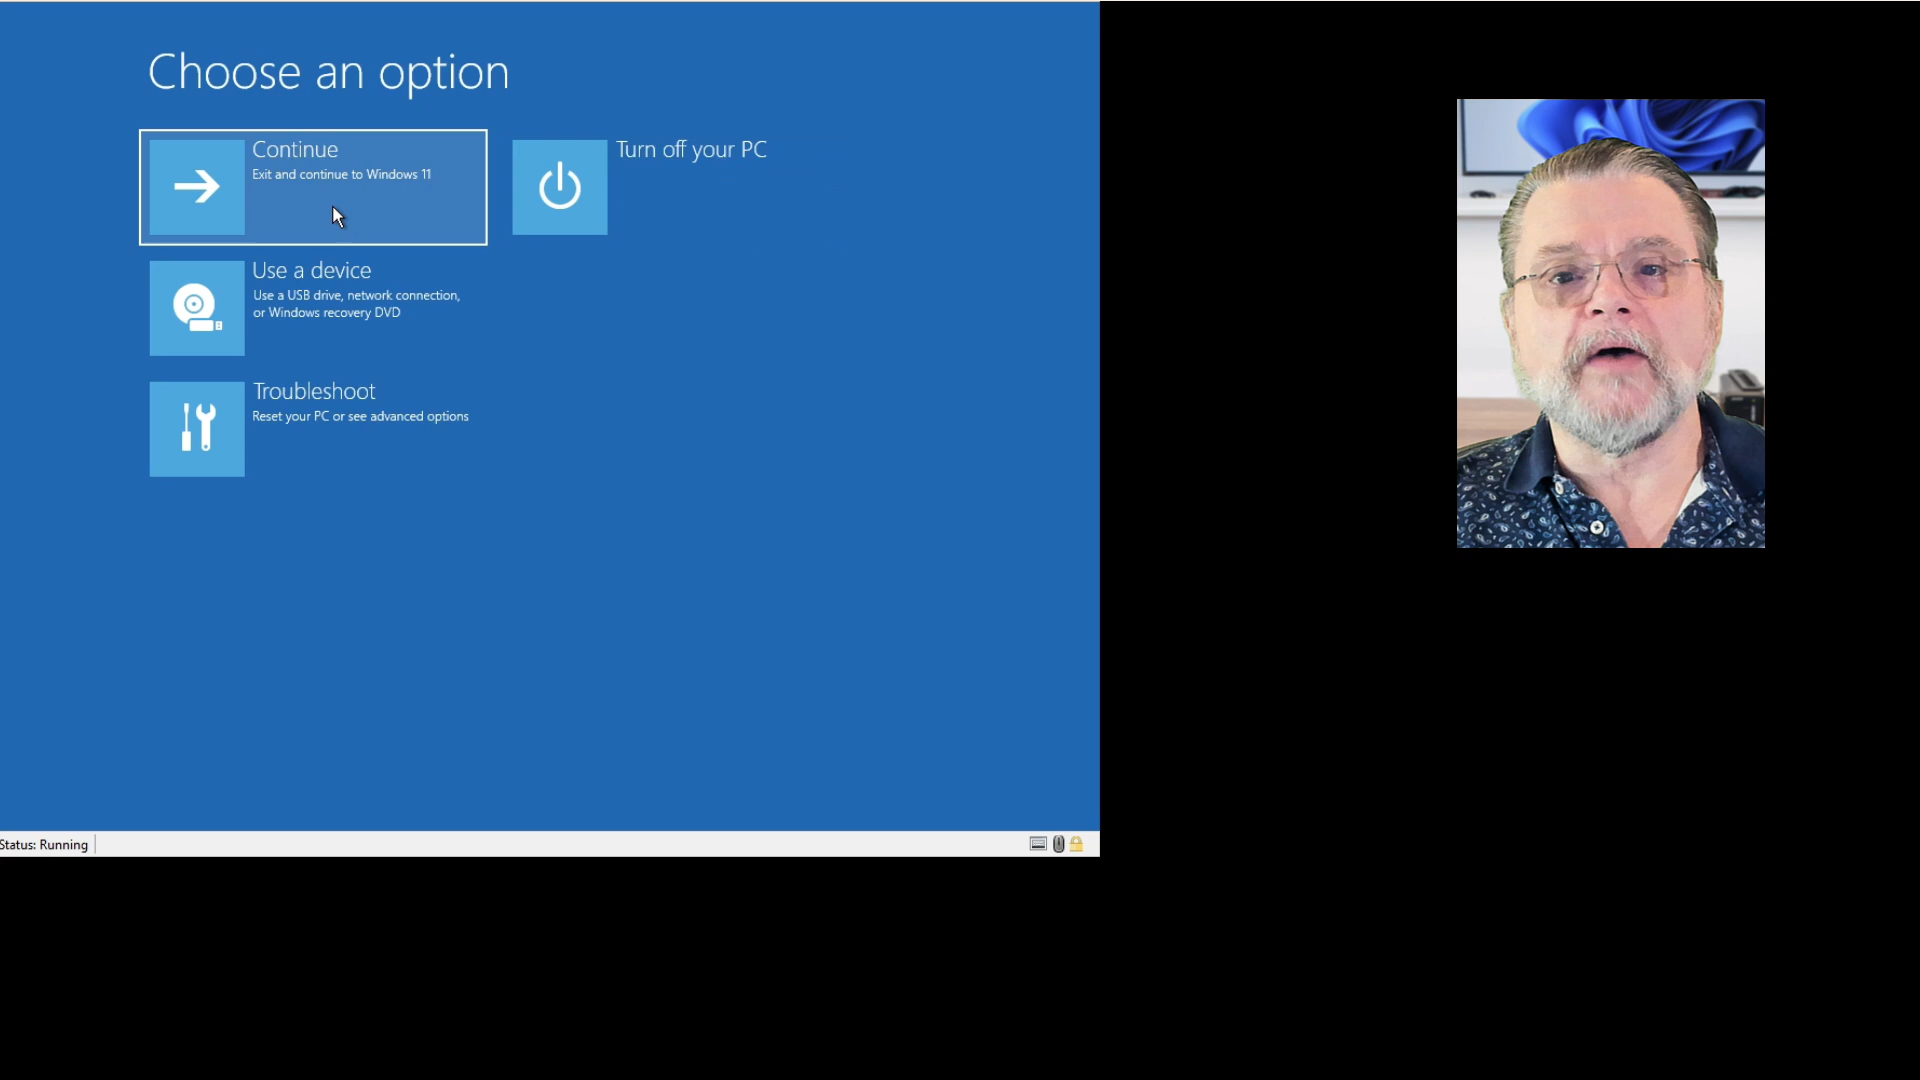 Choose an option
Continue
Exit and continue to Windows 11
Turn off your PC
Use a device
Use a USB drive, network connection,
or Windows recovery DVD
Troubleshoot
Reset your PC or see advanced options
Status: Running